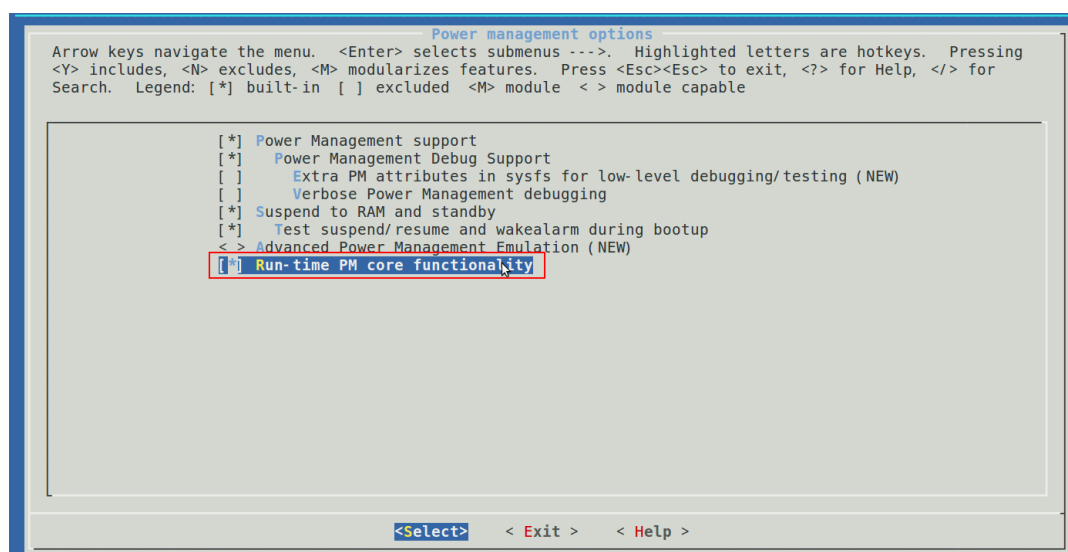 Power management options
Arrow keys navigate the menu. <Enter> selects submenus --->. Highlighted letters are hotkeys. Pressing
<Y> includes, <N> excludes, <M> modularizes features. Press <Esc><Esc> to exit, <?> for Help, </> for
Search. Legend: [*] built-in [ ] excluded <M> module < > module capable
[*] Power Management support
[*] Power Management Debug Support
[ ] Extra PM attributes in sysfs for low-level debugging/testing (NEW)
[ ] Verbose Power Management debugging
[*] Suspend to RAM and standby
[*] Test suspend/resume and wakealarm during bootup
< > Advanced Power Management Emulation (NEW)
[*] Run-time PM core functionality
<Select> < Exit > < Help >